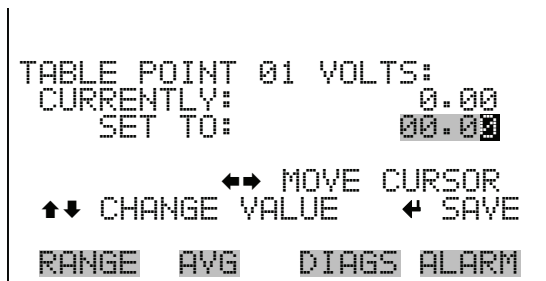 TABLE POINT 01 VOLTS:
CURRENTLY: 0.00
SET TO: 00.00
⬅➡ MOVE CURSOR
⬆⬇ CHANGE VALUE ↵ SAVE
RANGE AVG DIAGS ALARM